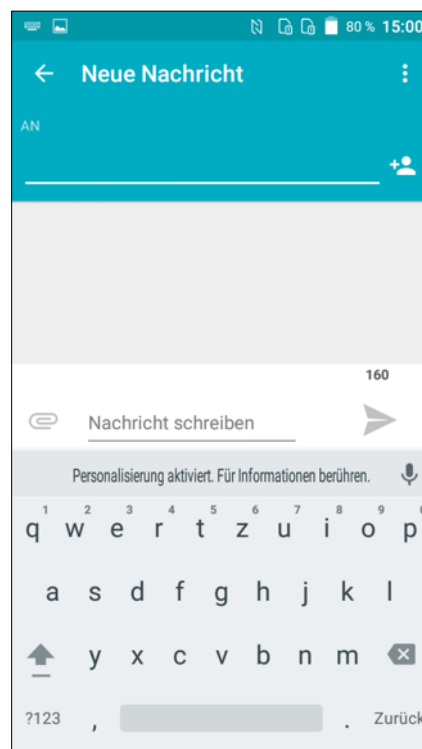 80 % 15:00
Neue Nachricht
AN
160
Nachricht schreiben
Personalisierung aktiviert. Für Informationen berühren.
1 2 3 4 5 6 7 8 9
q w e r t z u i o p
a s d f g h j k l
y x c v b n m
?123 , . Zurück